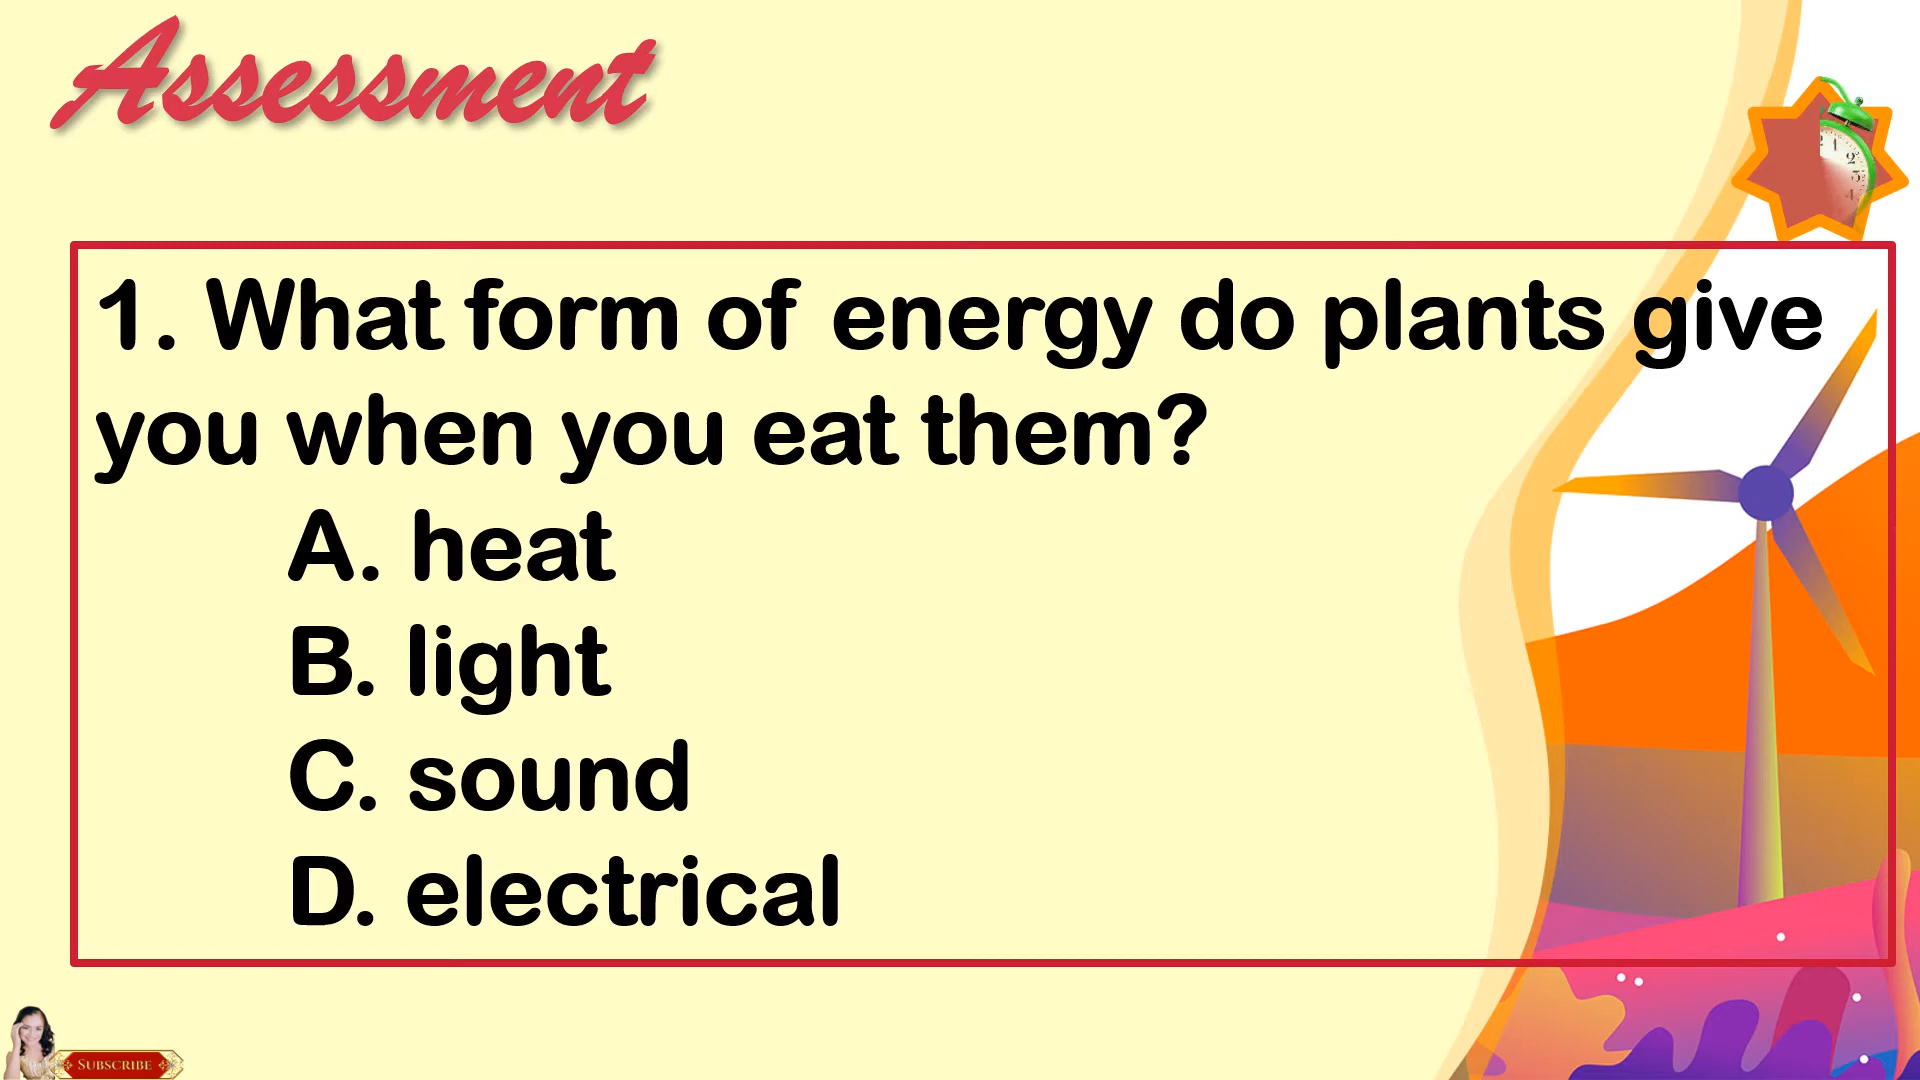 Assessment
1. What form of energy do plants give
you when you eat them?
A. heat
B. light
C. sound
D. electrical
SUBSCRIBE